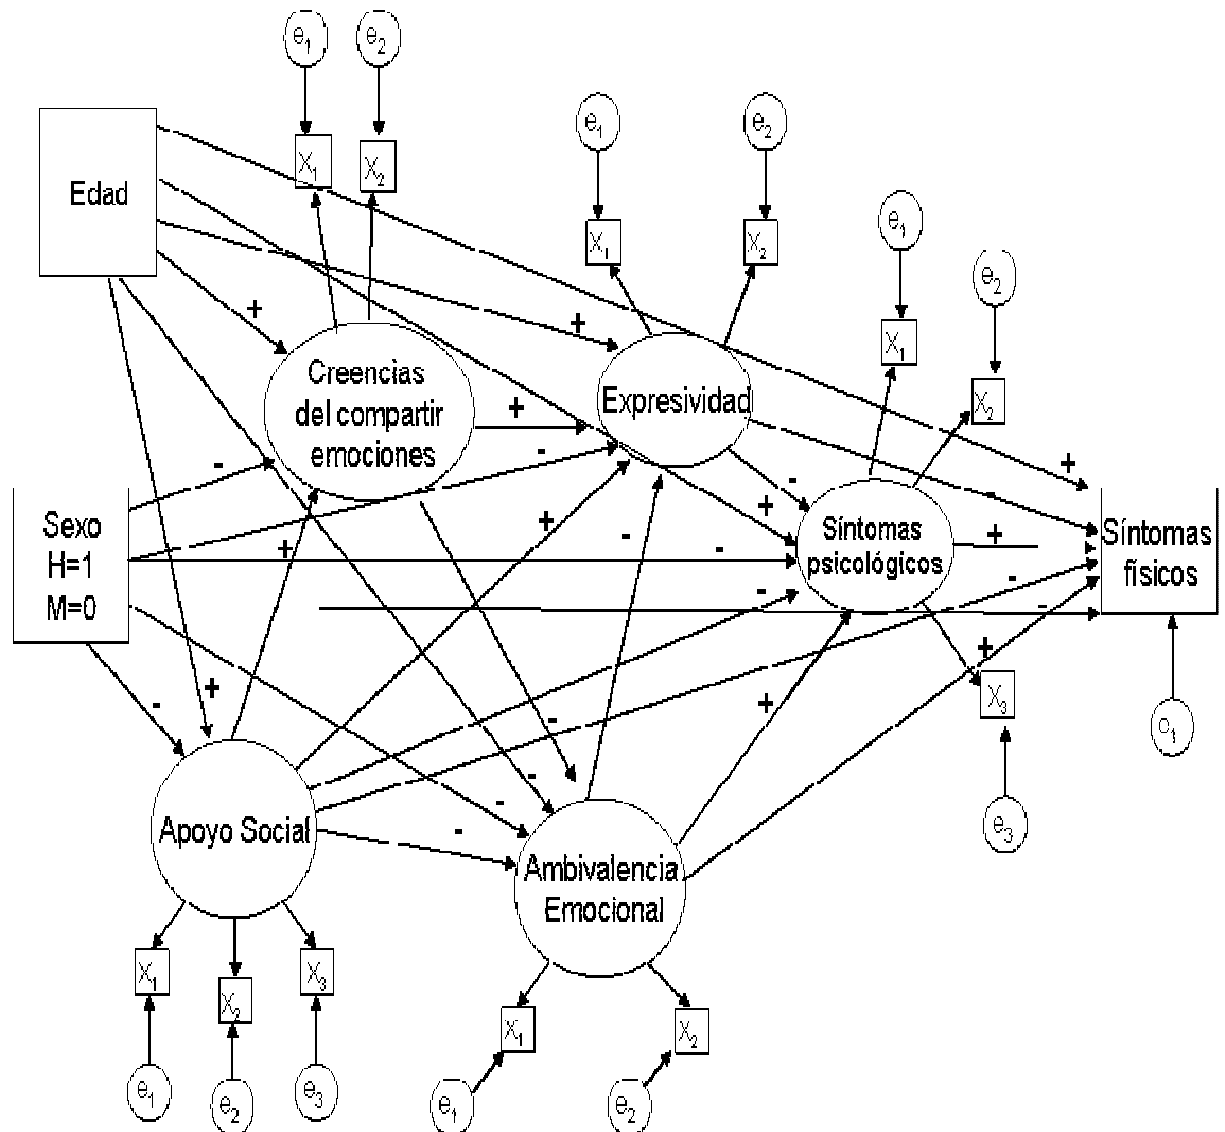 e1
e2
e1
e2
X1
X2
Edad
e1
X1
X2
e2
+
+
X1
Creencias
del compartir
emociones
+
Expresividad
X2
-
-
+
-
+
-
+
-
Sexo
H=1
M=0
+
-
-
Síntomas
psicológicos
+
Síntomas
físicos
-
-
-
-
+
+
X3
-
+
-
e1
-
-
-
e3
Apoyo Social
Ambivalencia
Emocional
X1
X2
X3
X1
X2
e1
e2
e3
e1
e2